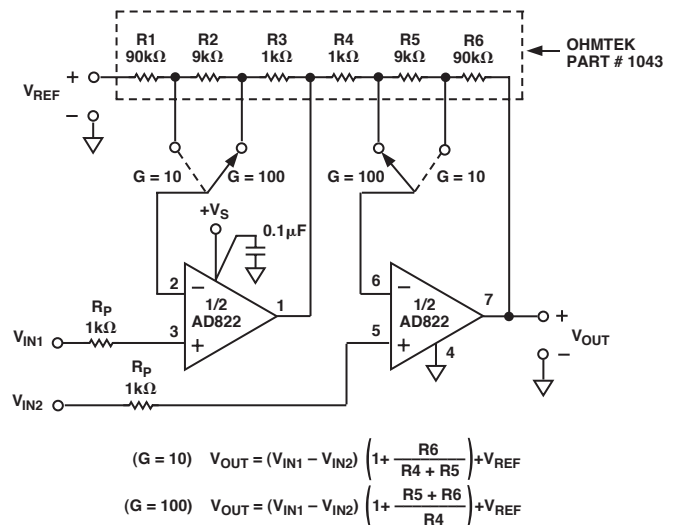 R1 R2 R3 R4 R5 R6
90kΩ 9kΩ 1kΩ 1kΩ 9kΩ 90kΩ
OHMTEK
PART # 1043
+
VREF
–
G = 10 G = 100 G = 100 G = 10
+VS
0.1μF
2 – 6 –
1/2 1 1/2 7
AD822 AD822
RP
1kΩ
VIN1 3 + 5 + 4
+
VOUT
–
RP
1kΩ
VIN2
(G = 10) VOUT = (VIN1 – VIN2) (1+ R6 / R4 + R5) +VREF
(G = 100) VOUT = (VIN1 – VIN2) (1+ R5 + R6 / R4) +VREF